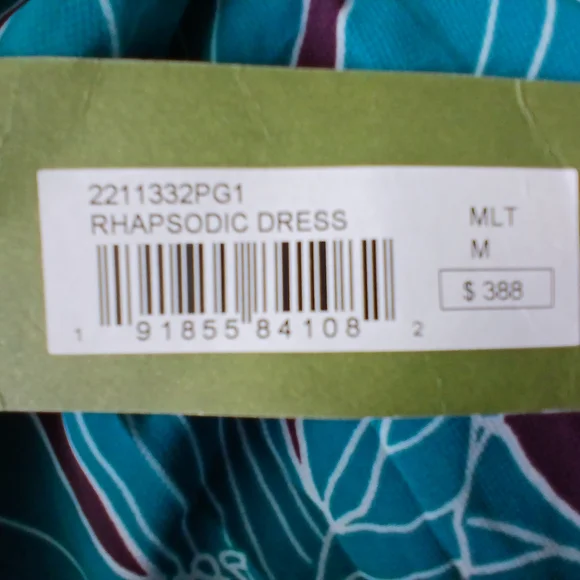 2211332PG1
RHAPSODIC DRESS
MLT
M
$ 388
1 91855 84108 2